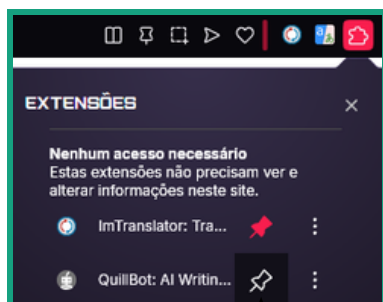 EXTENSÕES
Nenhum acesso necessário
Estas extensões não precisam ver e
alterar informações neste site.
ImTranslator: Tra...
QuillBot: AI Writin...